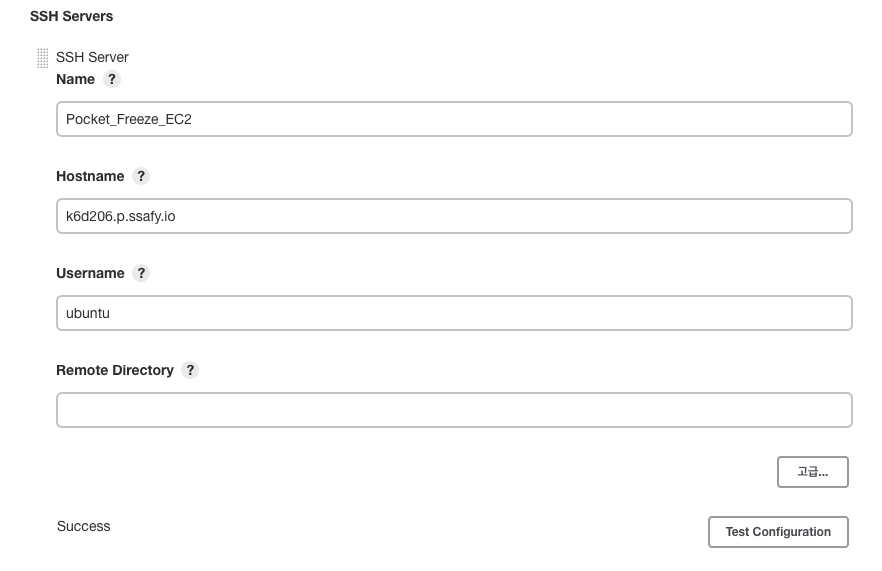 SSH Servers
SSH Server
Name ?
Pocket_Freeze_EC2
Hostname ?
k6d206.p.ssafy.io
Username ?
ubuntu
Remote Directory ?
고급...
Success
Test Configuration